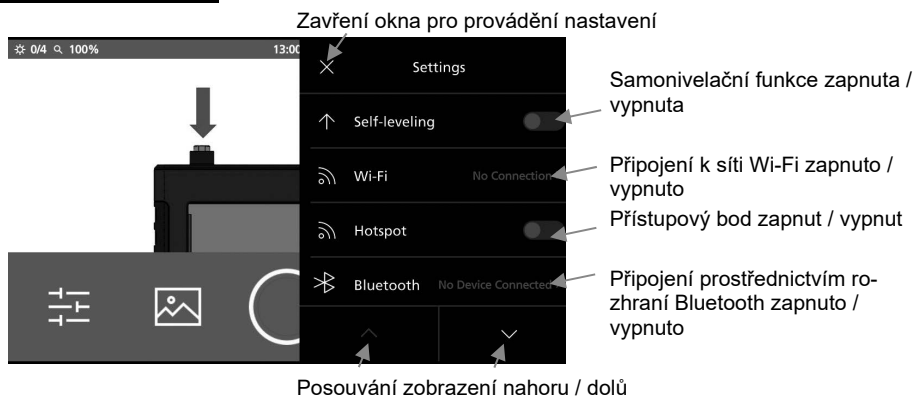 Zavření okna pro provádění nastavení
0/4 100% 13:00
Settings
Samonivelační funkce zapnuta /
vypnuta
Self-leveling
Wi-Fi No Connection
Připojení k síti Wi-Fi zapnuto /
vypnuto
Hotspot
Přístupový bod zapnut / vypnut
Bluetooth No Device Connected
Připojení prostřednictvím ro-
zhraní Bluetooth zapnuto /
vypnuto
Posouvání zobrazení nahoru / dolů